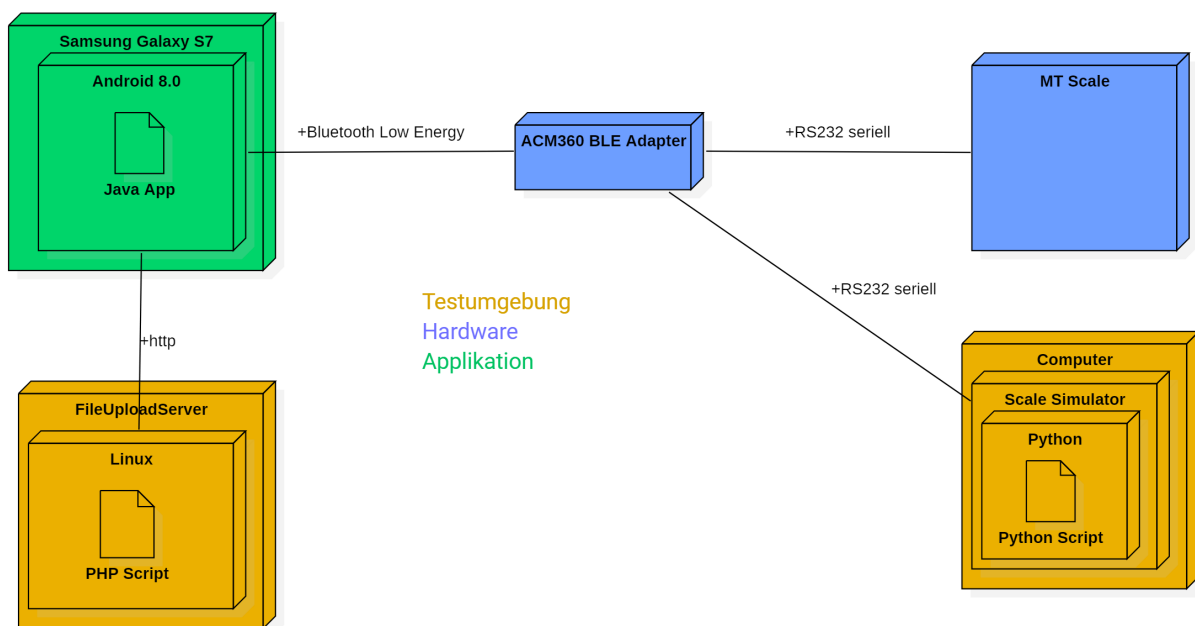 Samsung Galaxy S7
Android 8.0
Java App
+Bluetooth Low Energy
ACM360 BLE Adapter
+RS232 seriell
MT Scale
+http
+RS232 seriell
Testumgebung
Hardware
Applikation
FileUploadServer
Linux
PHP Script
Computer
Scale Simulator
Python
Python Script